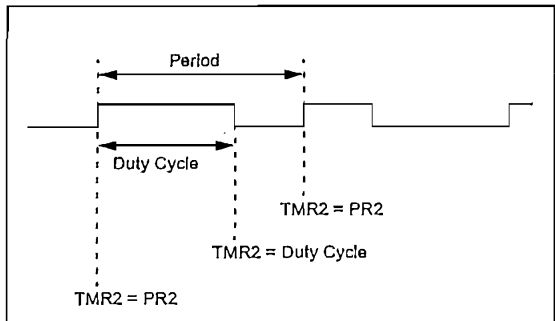 Period
Duty Cycle
TMR2 = PR2
TMR2 = Duty Cycle
TMR2 = PR2